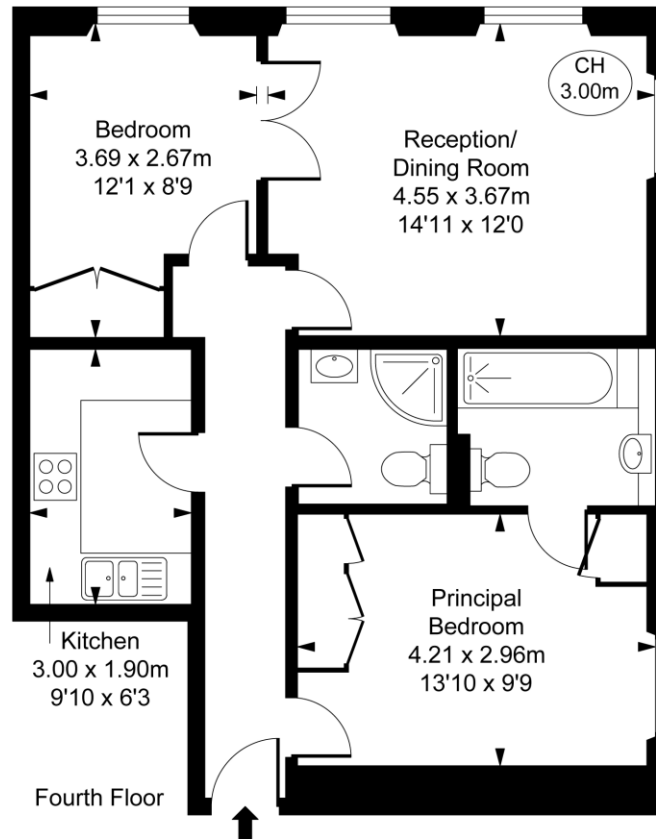 CH
3.00m
Bedroom
3.69 x 2.67m
12'1 x 8'9
Reception/
Dining Room
4.55 x 3.67m
14'11 x 12'0
Principal
Bedroom
4.21 x 2.96m
13'10 x 9'9
Kitchen
3.00 x 1.90m
9'10 x 6'3
Fourth Floor